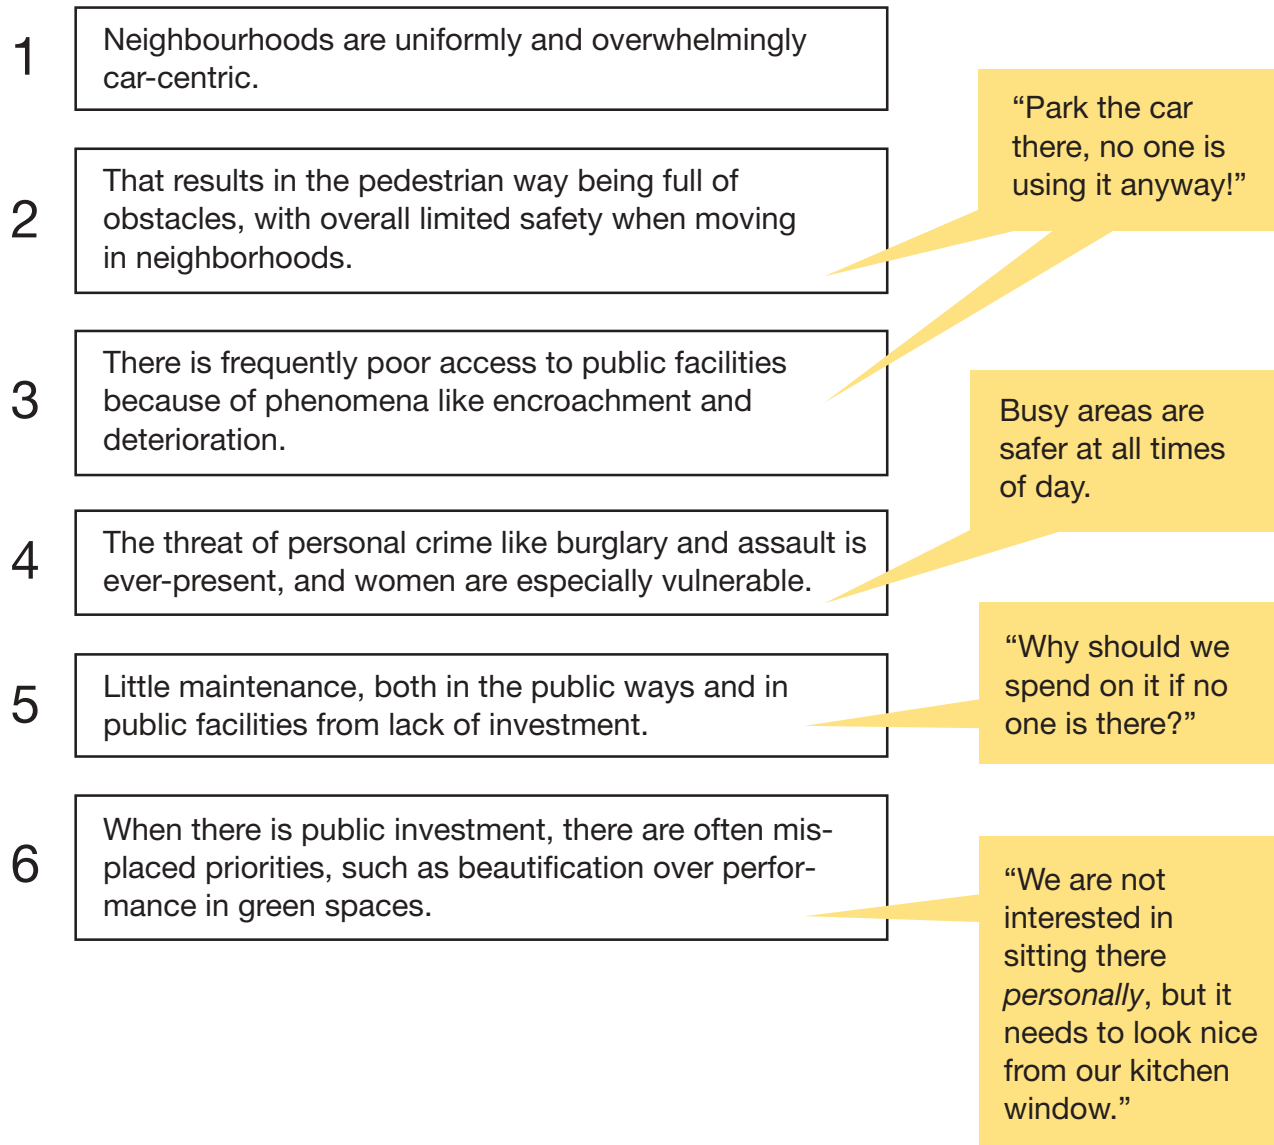 1
Neighbourhoods are uniformly and overwhelmingly
car-centric.
2
That results in the pedestrian way being full of
obstacles, with overall limited safety when moving
in neighborhoods.
3
There is frequently poor access to public facilities
because of phenomena like encroachment and
deterioration.
4
The threat of personal crime like burglary and assault is
ever-present, and women are especially vulnerable.
5
Little maintenance, both in the public ways and in
public facilities from lack of investment.
6
When there is public investment, there are often mis-
placed priorities, such as beautification over perfor-
mance in green spaces.
“Park the car
there, no one is
using it anyway!”
Busy areas are
safer at all times
of day.
“Why should we
spend on it if no
one is there?”
“We are not
interested in
sitting there
personally, but it
needs to look nice
from our kitchen
window.”